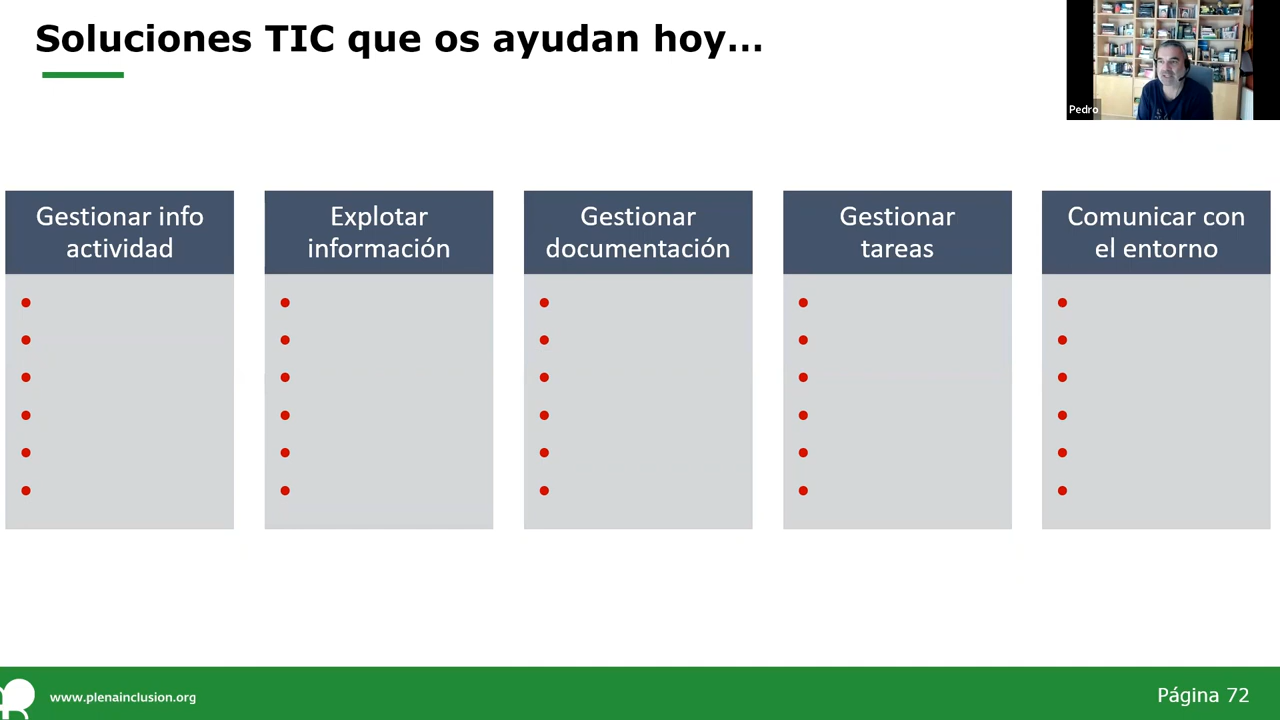 Soluciones TIC que os ayudan hoy...
Pedro
Gestionar info
actividad
Explotar
información
Gestionar
documentación
Gestionar
tareas
Comunicar con
el entorno
www.plenainclusion.org
Página 72